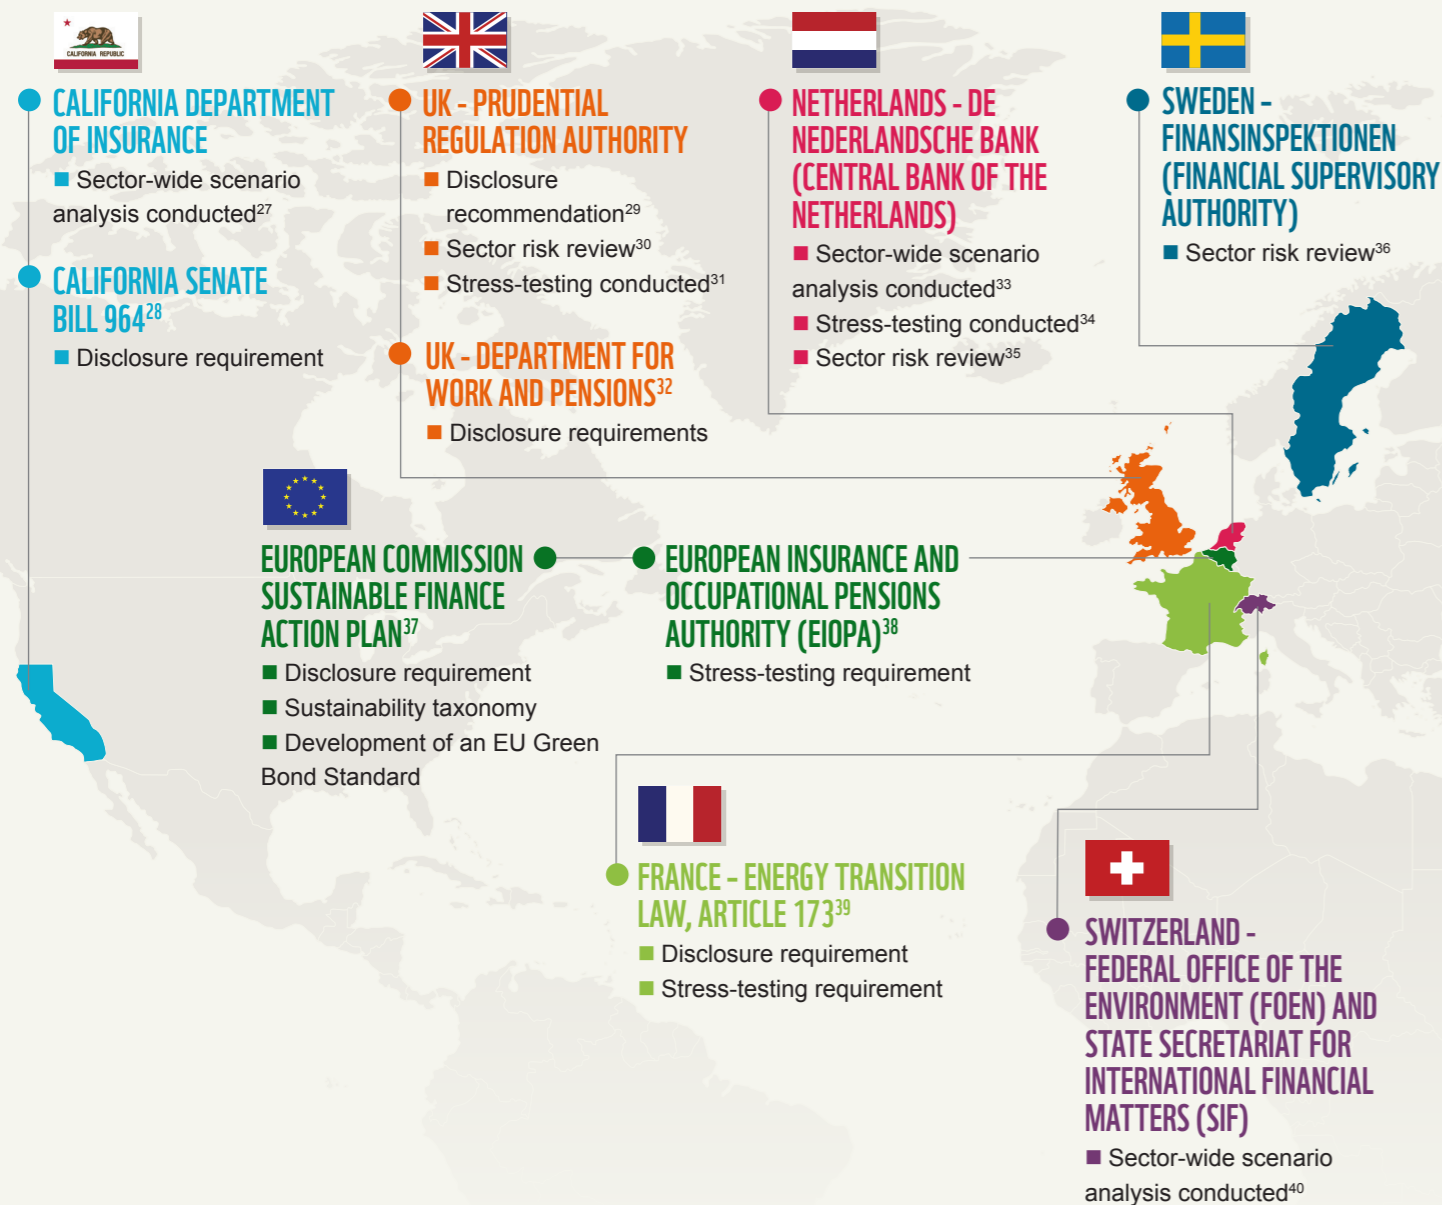 CALIFORNIA REPUBLIC
CALIFORNIA DEPARTMENT
OF INSURANCE
■ Sector-wide scenario
analysis conducted27
CALIFORNIA SENATE
BILL 96428
■ Disclosure requirement
UK - PRUDENTIAL
REGULATION AUTHORITY
■ Disclosure
recommendation29
■ Sector risk review30
■ Stress-testing conducted31
UK - DEPARTMENT FOR
WORK AND PENSIONS32
■ Disclosure requirements
NETHERLANDS - DE
NEDERLANDSCHE BANK
(CENTRAL BANK OF THE
NETHERLANDS)
■ Sector-wide scenario
analysis conducted33
■ Stress-testing conducted34
■ Sector risk review35
SWEDEN -
FINANSINSPEKTIONEN
(FINANCIAL SUPERVISORY
AUTHORITY)
■ Sector risk review36
EUROPEAN COMMISSION
SUSTAINABLE FINANCE
ACTION PLAN37
■ Disclosure requirement
■ Sustainability taxonomy
■ Development of an EU Green
Bond Standard
EUROPEAN INSURANCE AND
OCCUPATIONAL PENSIONS
AUTHORITY (EIOPA)38
■ Stress-testing requirement
FRANCE - ENERGY TRANSITION
LAW, ARTICLE 17339
■ Disclosure requirement
■ Stress-testing requirement
SWITZERLAND -
FEDERAL OFFICE OF THE
ENVIRONMENT (FOEN) AND
STATE SECRETARIAT FOR
INTERNATIONAL FINANCIAL
MATTERS (SIF)
■ Sector-wide scenario
analysis conducted40